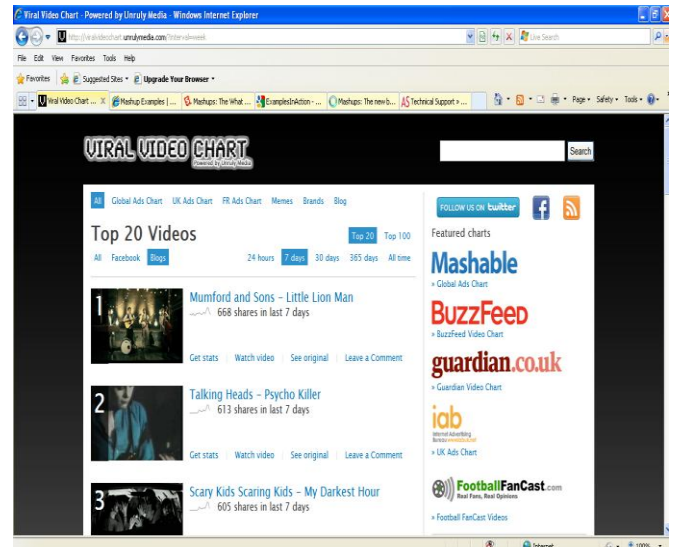 Viral Video Chart - Powered by Unruly Media - Windows Internet Explorer
http://viralvideochart.unrulymedia.com/?interval=week
Live Search
File Edit View Favorites Tools Help
Favorites Suggested Sites Upgrade Your Browser
Viral Video Chart ... Mashup Examples | ... Mashups: The What ... ExamplesInAction - ... Mashups: The new b... Technical Support » ... Page Safety Tools
VIRAL VIDEO CHART
Powered by Unruly Media
Search
All Global Ads Chart UK Ads Chart FR Ads Chart Memes Brands Blog
FOLLOW US ON twitter
Top 20 Videos Top 20 Top 100
All Facebook Blogs 24 hours 7 days 30 days 365 days All time
1
Mumford and Sons - Little Lion Man
668 shares in last 7 days
Get stats | Watch video | See original | Leave a Comment
2
Talking Heads - Psycho Killer
613 shares in last 7 days
Get stats | Watch video | See original | Leave a Comment
3
Scary Kids Scaring Kids - My Darkest Hour
605 shares in last 7 days
Featured charts
Mashable
» Global Ads Chart
BuzzFeed
» BuzzFeed Video Chart
guardian.co.uk
» Guardian Video Chart
iab
Internet Advertising
Bureau
» UK Ads Chart
FootballFanCast.com
Real Fans, Real Opinions
» Football FanCast Videos
Internet 100%